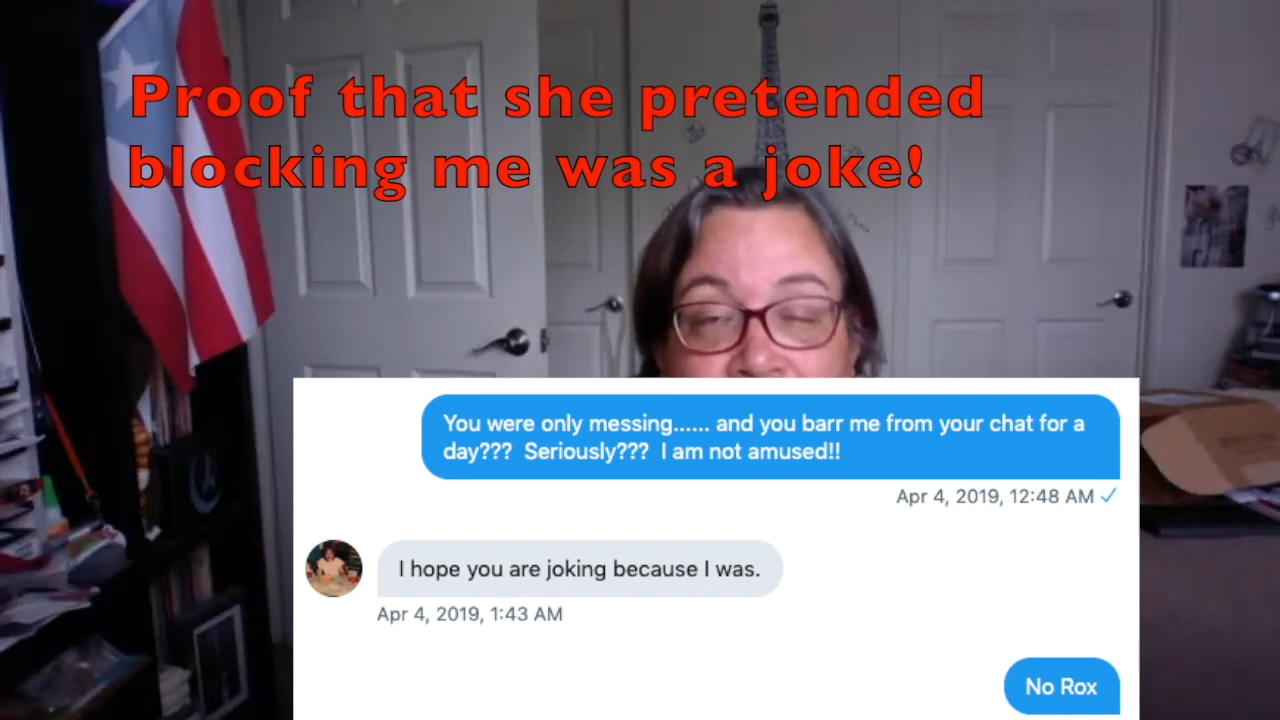 Proof that she pretended
blocking me was a joke!
You were only messing...... and you barr me from your chat for a
day???  Seriously???  I am not amused!!
Apr 4, 2019, 12:48 AM ✓
I hope you are joking because I was.
Apr 4, 2019, 1:43 AM
No Rox